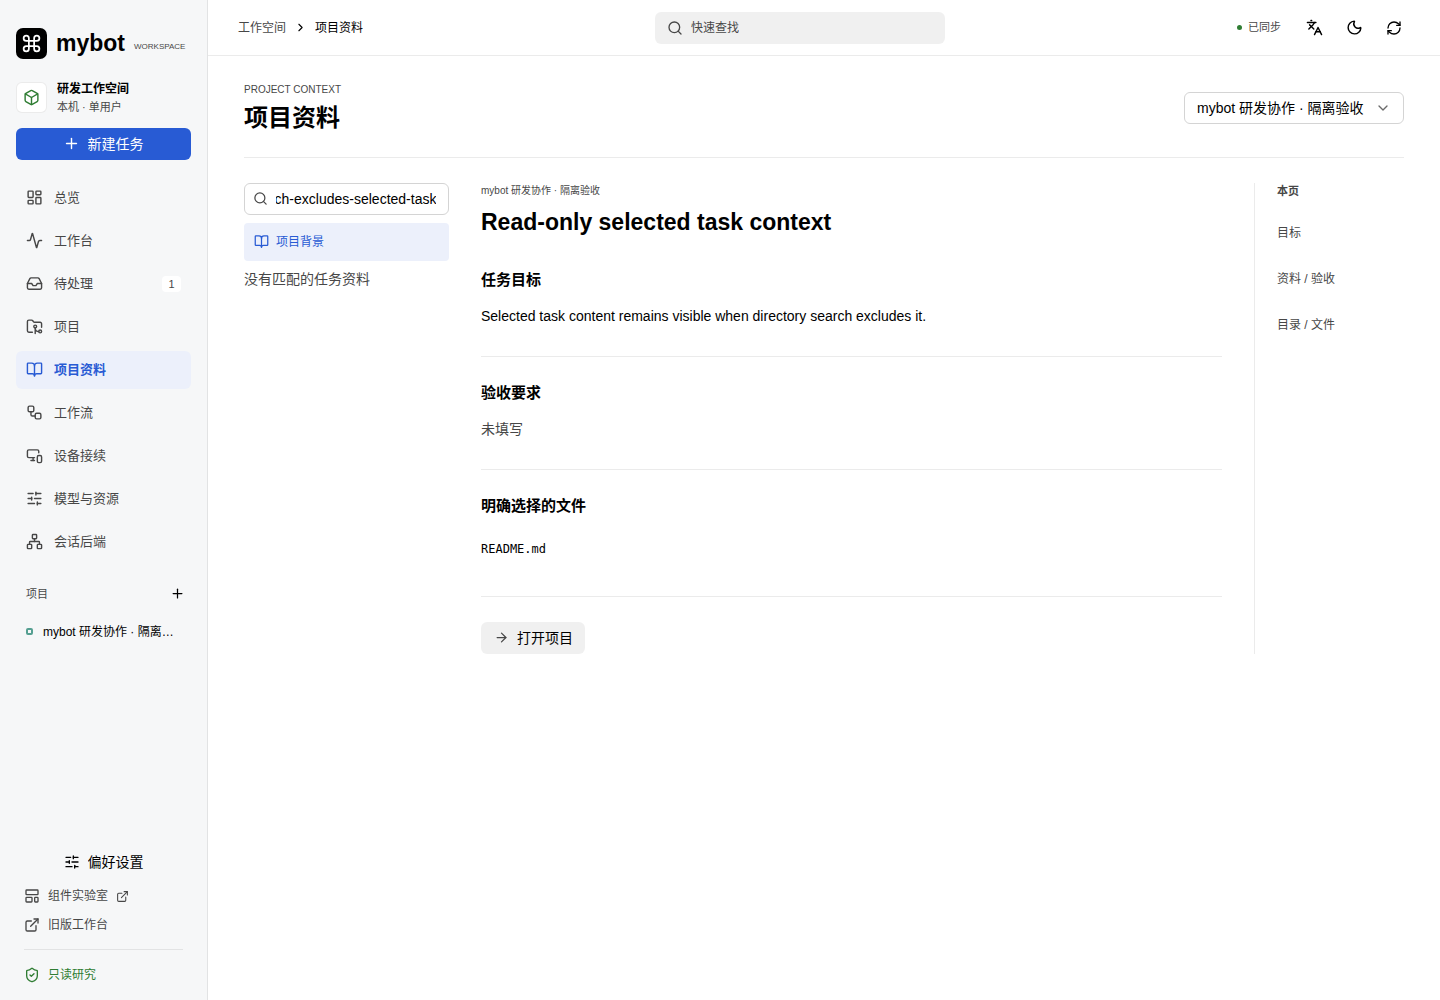 mybot WORKSPACE
研发工作空间
本机 · 单用户
新建任务
总览
工作台
待处理 1
项目
项目资料
工作流
设备接续
模型与资源
会话后端
项目
mybot 研发协作 · 隔离…
偏好设置
组件实验室
旧版工作台
只读研究
工作空间 项目资料
快速查找
已同步
PROJECT CONTEXT
项目资料
mybot 研发协作 · 隔离验收
ch-excludes-selected-task
项目背景
没有匹配的任务资料
mybot 研发协作 · 隔离验收
Read-only selected task context
任务目标
Selected task content remains visible when directory search excludes it.
验收要求
未填写
明确选择的文件
README.md
打开项目
本页
目标
资料 / 验收
目录 / 文件